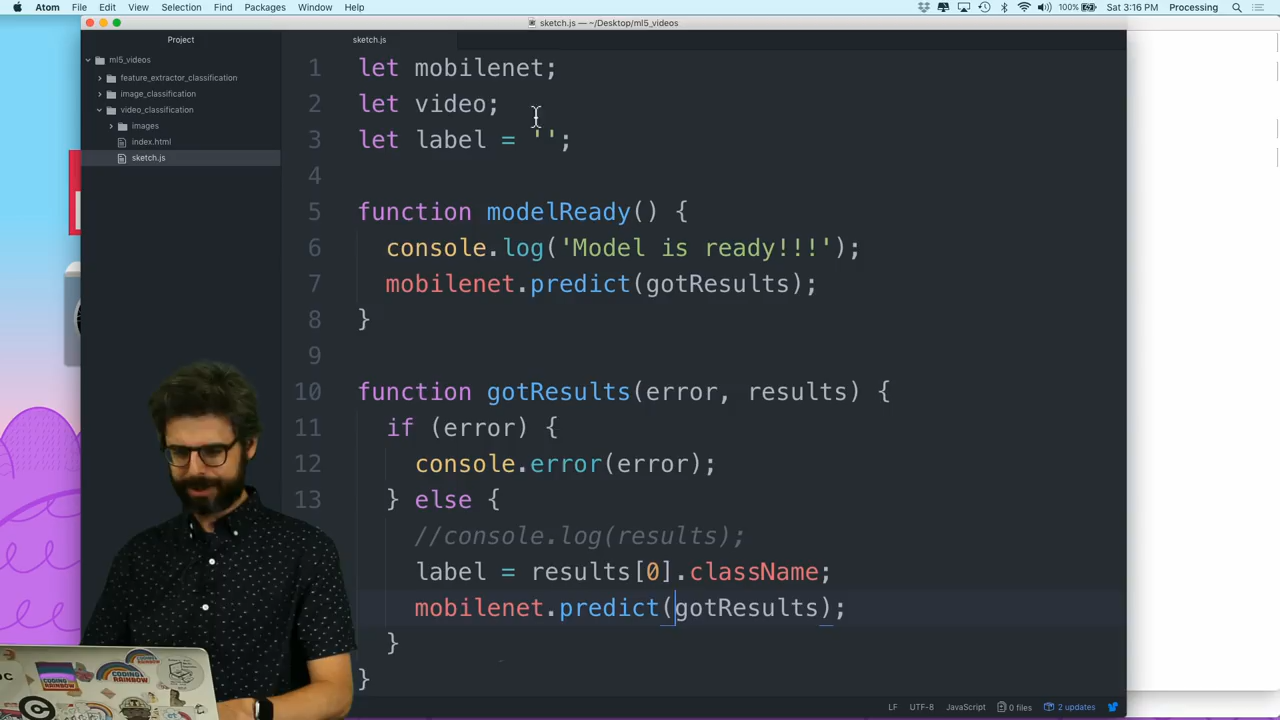 Atom File Edit View Selection Find Packages Window Help 100% Sat 3:16 PM Processing
sketch.js — ~/Desktop/ml5_videos
Project
sketch.js
ml5_videos
feature_extractor_classification
image_classification
video_classification
images
index.html
sketch.js
1 let mobilenet;
2 let video;
3 let label = '';
4
5 function modelReady() {
6 console.log('Model is ready!!!');
7 mobilenet.predict(gotResults);
8 }
9
10 function gotResults(error, results) {
11 if (error) {
12 console.error(error);
13 } else {
//console.log(results);
label = results[0].className;
mobilenet.predict(gotResults);
}
}
LF UTF-8 JavaScript 0 files 2 updates
CODING
RAINBOW